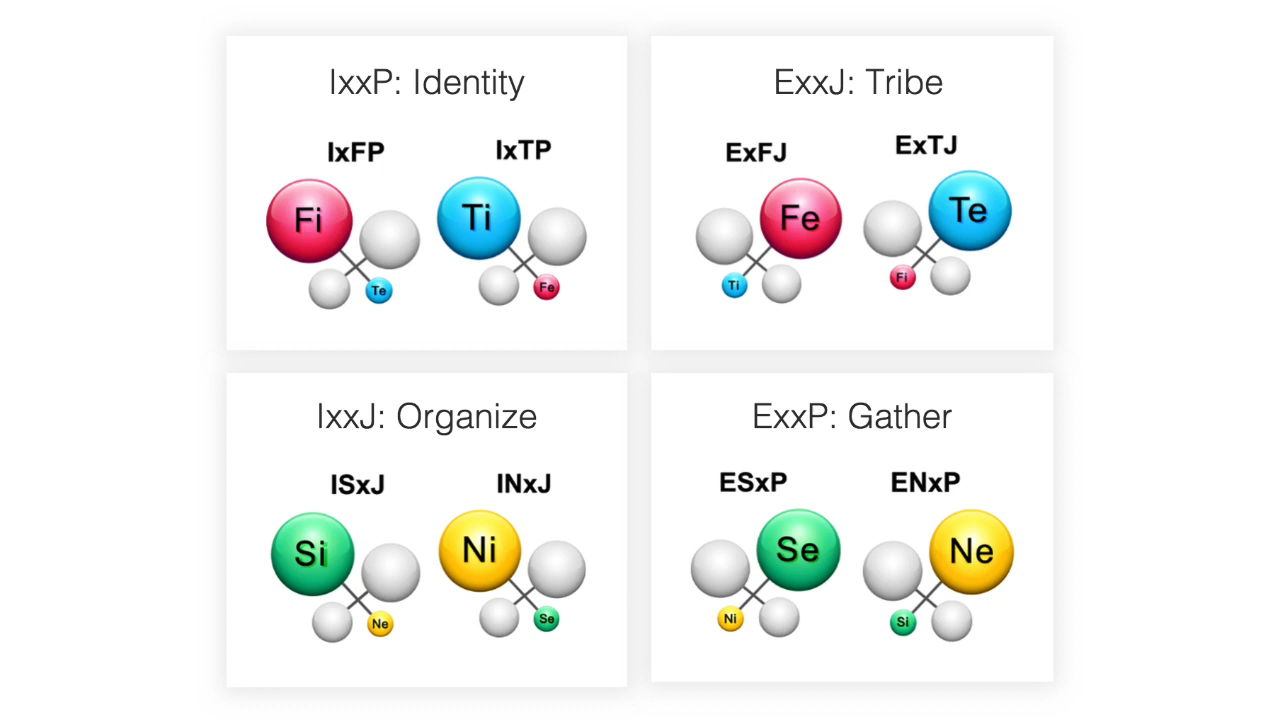 IxxP: Identity
IxFP
IxTP
Fi
Te
Ti
Fe
ExxJ: Tribe
ExFJ
ExTJ
Fe
Ti
Te
Fi
IxxJ: Organize
ISxJ
INxJ
Si
Ne
Ni
Se
ExxP: Gather
ESxP
ENxP
Se
Ni
Ne
Si